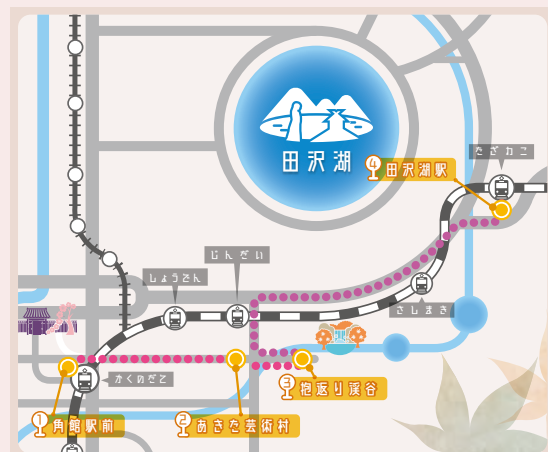 田沢湖
たざわこ
④田沢湖駅
じんだい
しょうでん
さしまき
かくのだて
③抱返り渓谷
①角館駅前
②あきた芸術村